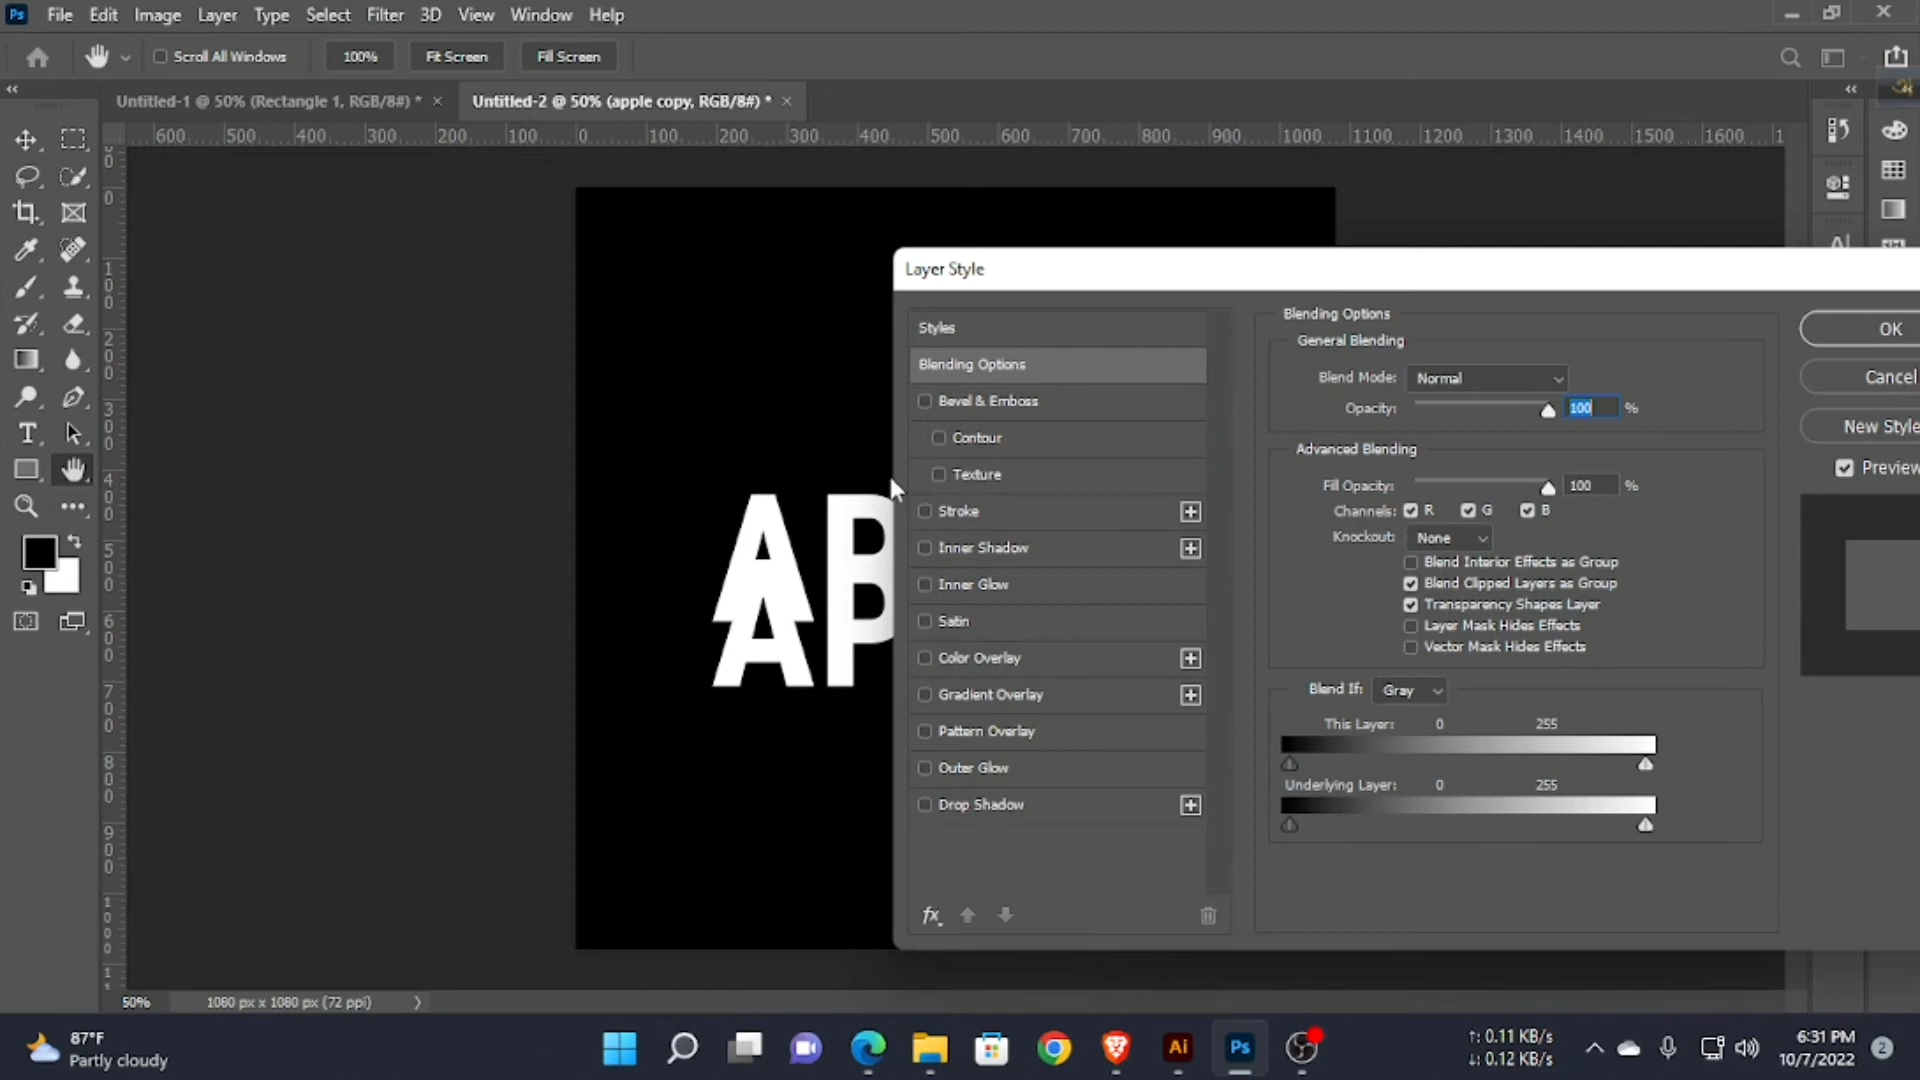 Ps File Edit Image Layer Type Select Filter 3D View Window Help
Scroll All Windows 100% Fit Screen Fill Screen
Untitled-1 @ 50% (Rectangle 1, RGB/8#) * × Untitled-2 @ 50% (apple copy, RGB/8#) * ×
600 500 400 300 200 100 0 100 200 300 400 500 600 700 800 900 1000 1100 1200 1300 1400 1500 1600 1
Layer Style
Styles
Blending Options
Bevel & Emboss
Contour
Texture
Stroke
Inner Shadow
Inner Glow
Satin
Color Overlay
Gradient Overlay
Pattern Overlay
Outer Glow
Drop Shadow
fx
Blending Options
General Blending
Blend Mode: Normal
Opacity: 100 %
Advanced Blending
Fill Opacity: 100 %
Channels: R G B
Knockout: None
Blend Interior Effects as Group
Blend Clipped Layers as Group
Transparency Shapes Layer
Layer Mask Hides Effects
Vector Mask Hides Effects
Blend If: Gray
This Layer: 0 255
Underlying Layer: 0 255
OK
Cancel
New Style
Preview
AP
AP
50% 1080 px x 1080 px (72 ppi)
87°F
Partly cloudy
Ai Ps
↑: 0.11 KB/s
↓: 0.12 KB/s
6:31 PM
10/7/2022
2